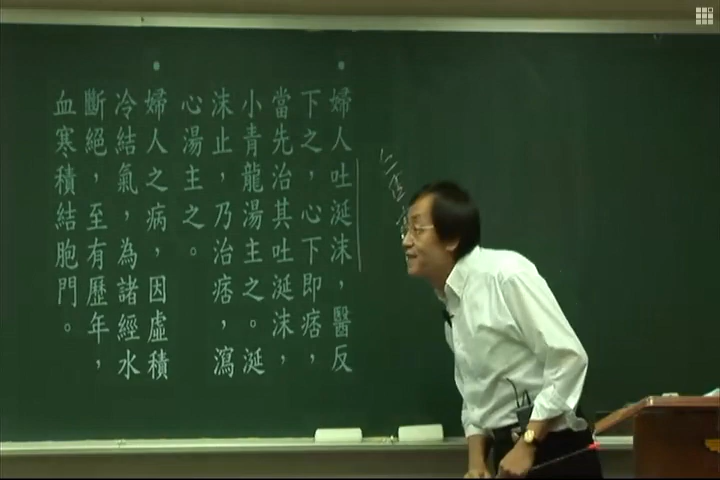 婦人吐涎沫，醫反
下之，心下即痞，
當先治其吐涎沫，
小青龍湯主之。涎
沫止，乃治痞，瀉
心湯主之。
婦人之病，因虛積
冷結氣，為諸經水
斷絕，至有歷年，
血寒積結胞門。